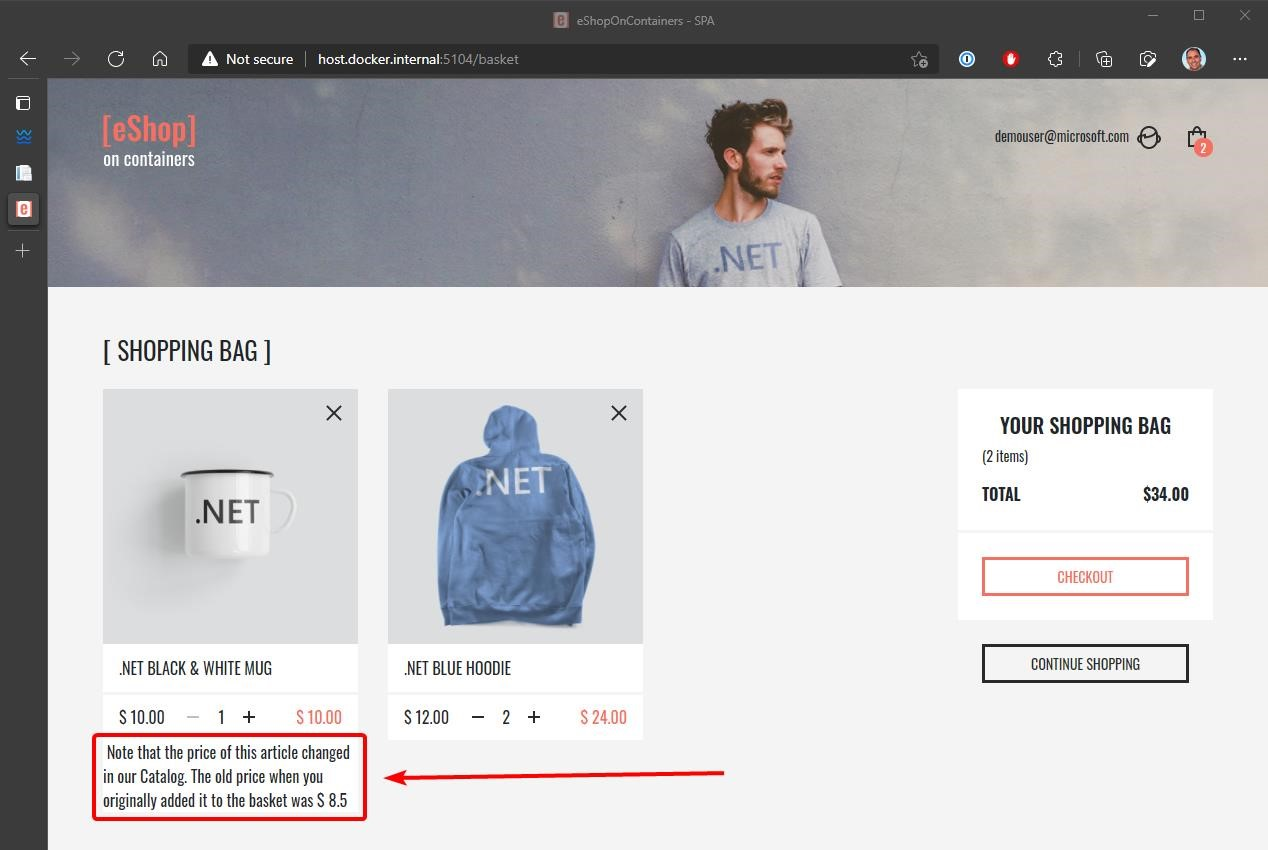 eShopOnContainers - SPA
Not secure
host.docker.internal:5104/basket
[eShop]
on containers
demouser@microsoft.com
2
.NET
[ SHOPPING BAG ]
.NET
.NET
.NET BLACK & WHITE MUG
$ 10.00 − 1 + $ 10.00
Note that the price of this article changed
in our Catalog. The old price when you
originally added it to the basket was $ 8.5
.NET BLUE HOODIE
$ 12.00 − 2 + $ 24.00
YOUR SHOPPING BAG
(2 items)
TOTAL $34.00
CHECKOUT
CONTINUE SHOPPING